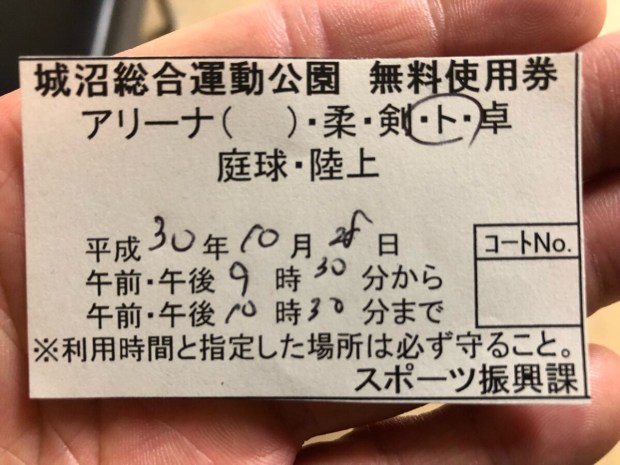 城沼総合運動公園 無料使用券
アリーナ( )・柔・剣・ト・卓
庭球・陸上
平成30年10月28日
コートNo.
午前・午後9時30分から
午前・午後10時30分まで
※利用時間と指定した場所は必ず守ること。
スポーツ振興課